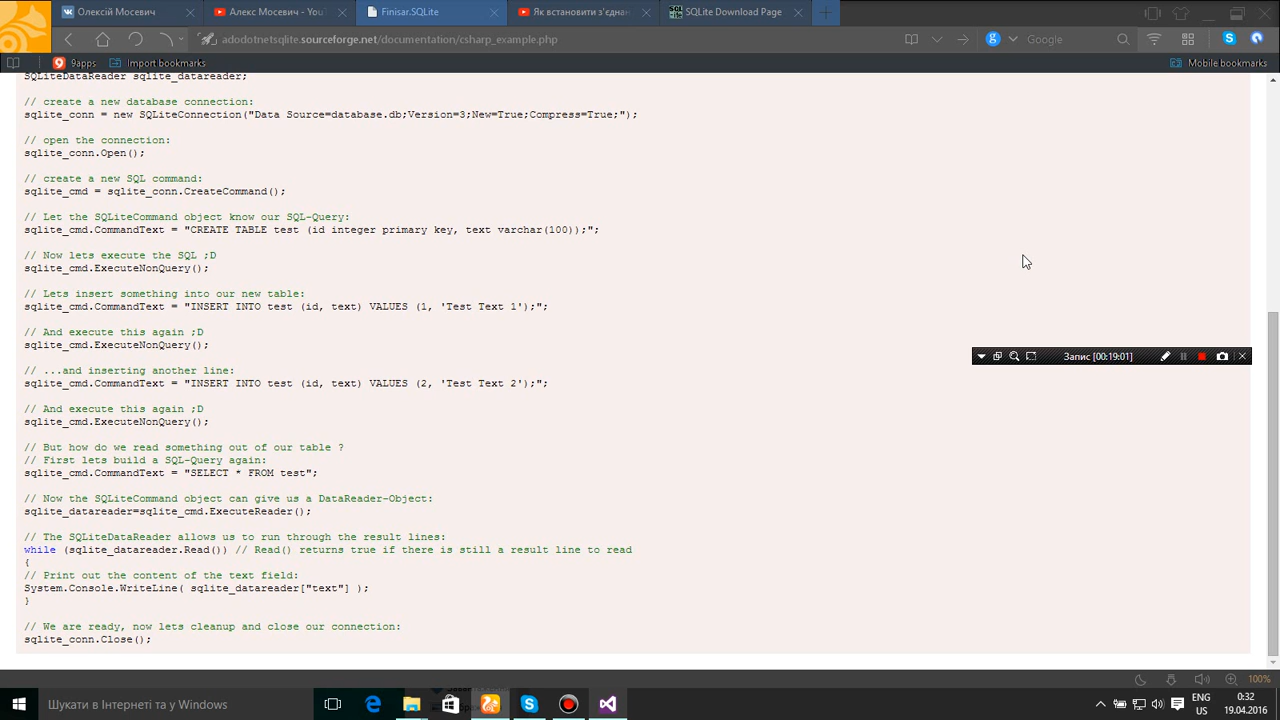 Олексій Мосевич
Алекс Мосевич - You
Finisar.SQLite
Як встановити з'єднан
SQLite Download Page
adodotnetsqlite.sourceforge.net/documentation/csharp_example.php
Google
9apps
Import bookmarks
Mobile bookmarks
SQLiteDataReader sqlite_datareader;
// create a new database connection:
sqlite_conn = new SQLiteConnection("Data Source=database.db;Version=3;New=True;Compress=True;");
// open the connection:
sqlite_conn.Open();
// create a new SQL command:
sqlite_cmd = sqlite_conn.CreateCommand();
// Let the SQLiteCommand object know our SQL-Query:
sqlite_cmd.CommandText = "CREATE TABLE test (id integer primary key, text varchar(100));";
// Now lets execute the SQL ;D
sqlite_cmd.ExecuteNonQuery();
// Lets insert something into our new table:
sqlite_cmd.CommandText = "INSERT INTO test (id, text) VALUES (1, 'Test Text 1');";
// And execute this again ;D
sqlite_cmd.ExecuteNonQuery();
// ...and inserting another line:
sqlite_cmd.CommandText = "INSERT INTO test (id, text) VALUES (2, 'Test Text 2');";
// And execute this again ;D
sqlite_cmd.ExecuteNonQuery();
// But how do we read something out of our table ?
// First lets build a SQL-Query again:
sqlite_cmd.CommandText = "SELECT * FROM test";
// Now the SQLiteCommand object can give us a DataReader-Object:
sqlite_datareader=sqlite_cmd.ExecuteReader();
// The SQLiteDataReader allows us to run through the result lines:
while (sqlite_datareader.Read()) // Read() returns true if there is still a result line to read
{
// Print out the content of the text field:
System.Console.WriteLine( sqlite_datareader["text"] );
}
// We are ready, now lets cleanup and close our connection:
sqlite_conn.Close();
Запис [00:19:01]
100%
Шукати в Інтернеті та у Windows
ENG
US
0:32
19.04.2016